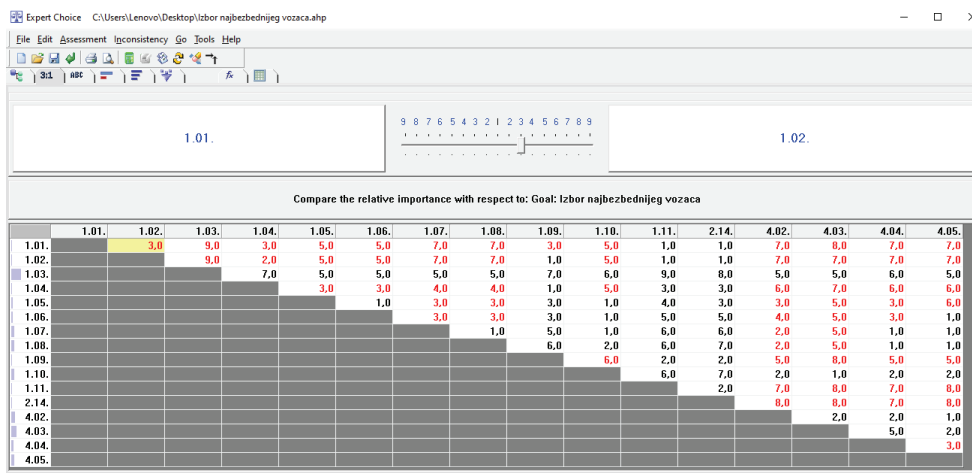 Expert Choice C:\Users\Lenovo\Desktop\Izbor najbezbednijeg vozaca.ahp
File Edit Assessment Inconsistency Go Tools Help
3:1 ABC fx
9 8 7 6 5 4 3 2 1 2 3 4 5 6 7 8 9
1.01. 1.02.
Compare the relative importance with respect to: Goal: Izbor najbezbednijeg vozaca
1.01. 1.02. 1.03. 1.04. 1.05. 1.06. 1.07. 1.08. 1.09. 1.10. 1.11. 2.14. 4.02. 4.03. 4.04. 4.05.
1.01. 3,0 9,0 3,0 5,0 5,0 7,0 7,0 3,0 5,0 1,0 1,0 7,0 8,0 7,0 7,0
1.02. 9,0 2,0 5,0 5,0 7,0 7,0 1,0 5,0 1,0 1,0 7,0 7,0 7,0 7,0
1.03. 7,0 5,0 5,0 5,0 5,0 7,0 6,0 9,0 8,0 5,0 5,0 6,0 5,0
1.04. 3,0 3,0 4,0 4,0 1,0 5,0 3,0 3,0 6,0 7,0 6,0 6,0
1.05. 1,0 3,0 3,0 3,0 1,0 4,0 3,0 3,0 5,0 3,0 6,0
1.06. 3,0 3,0 3,0 1,0 5,0 5,0 4,0 5,0 3,0 1,0
1.07. 1,0 5,0 1,0 6,0 6,0 2,0 5,0 1,0 1,0
1.08. 6,0 2,0 6,0 7,0 2,0 5,0 1,0 1,0
1.09. 6,0 2,0 2,0 5,0 8,0 5,0 5,0
1.10. 6,0 7,0 2,0 1,0 2,0 2,0
1.11. 2,0 7,0 8,0 7,0 8,0
2.14. 8,0 8,0 7,0 8,0
4.02. 2,0 2,0 1,0
4.03. 5,0 2,0
4.04. 3,0
4.05.